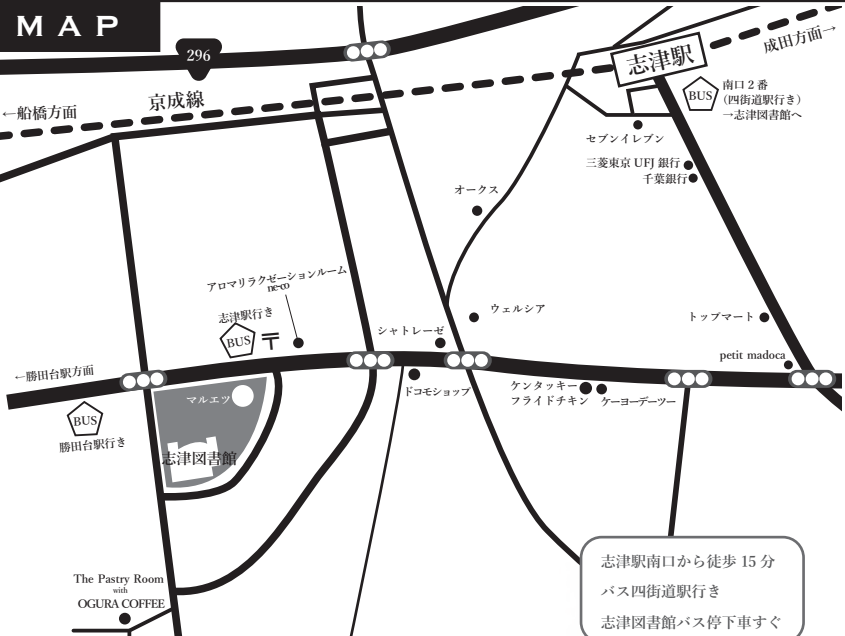 MAP
296
志津駅
成田方面→
←船橋方面
京成線
BUS
南口2番
(四街道駅行き)
→志津図書館へ
セブンイレブン
三菱東京 UFJ 銀行
千葉銀行
オークス
アロマリラクゼーションルーム
ne-co
志津駅行き
BUS
〒
ウェルシア
シャトレーゼ
トップマート
petit madoca
←勝田台駅方面
BUS
勝田台駅行き
マルエツ
ドコモショップ
ケンタッキー
フライドチキン
ケーヨーデーツー
志津図書館
The Pastry Room
with
OGURA COFFEE
志津駅南口から徒歩 15 分
バス四街道駅行き
志津図書館バス停下車すぐ